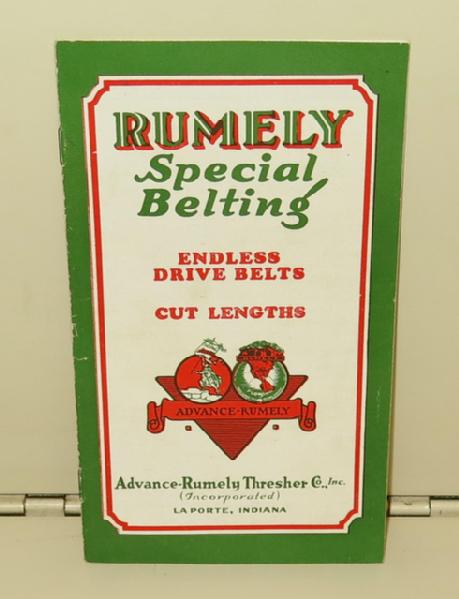 RUMELY
Special
Belting
ENDLESS
DRIVE BELTS
CUT LENGTHS
ADVANCE-RUMELY
Advance-Rumely Thresher Co., Inc.
(Incorporated)
LA PORTE, INDIANA